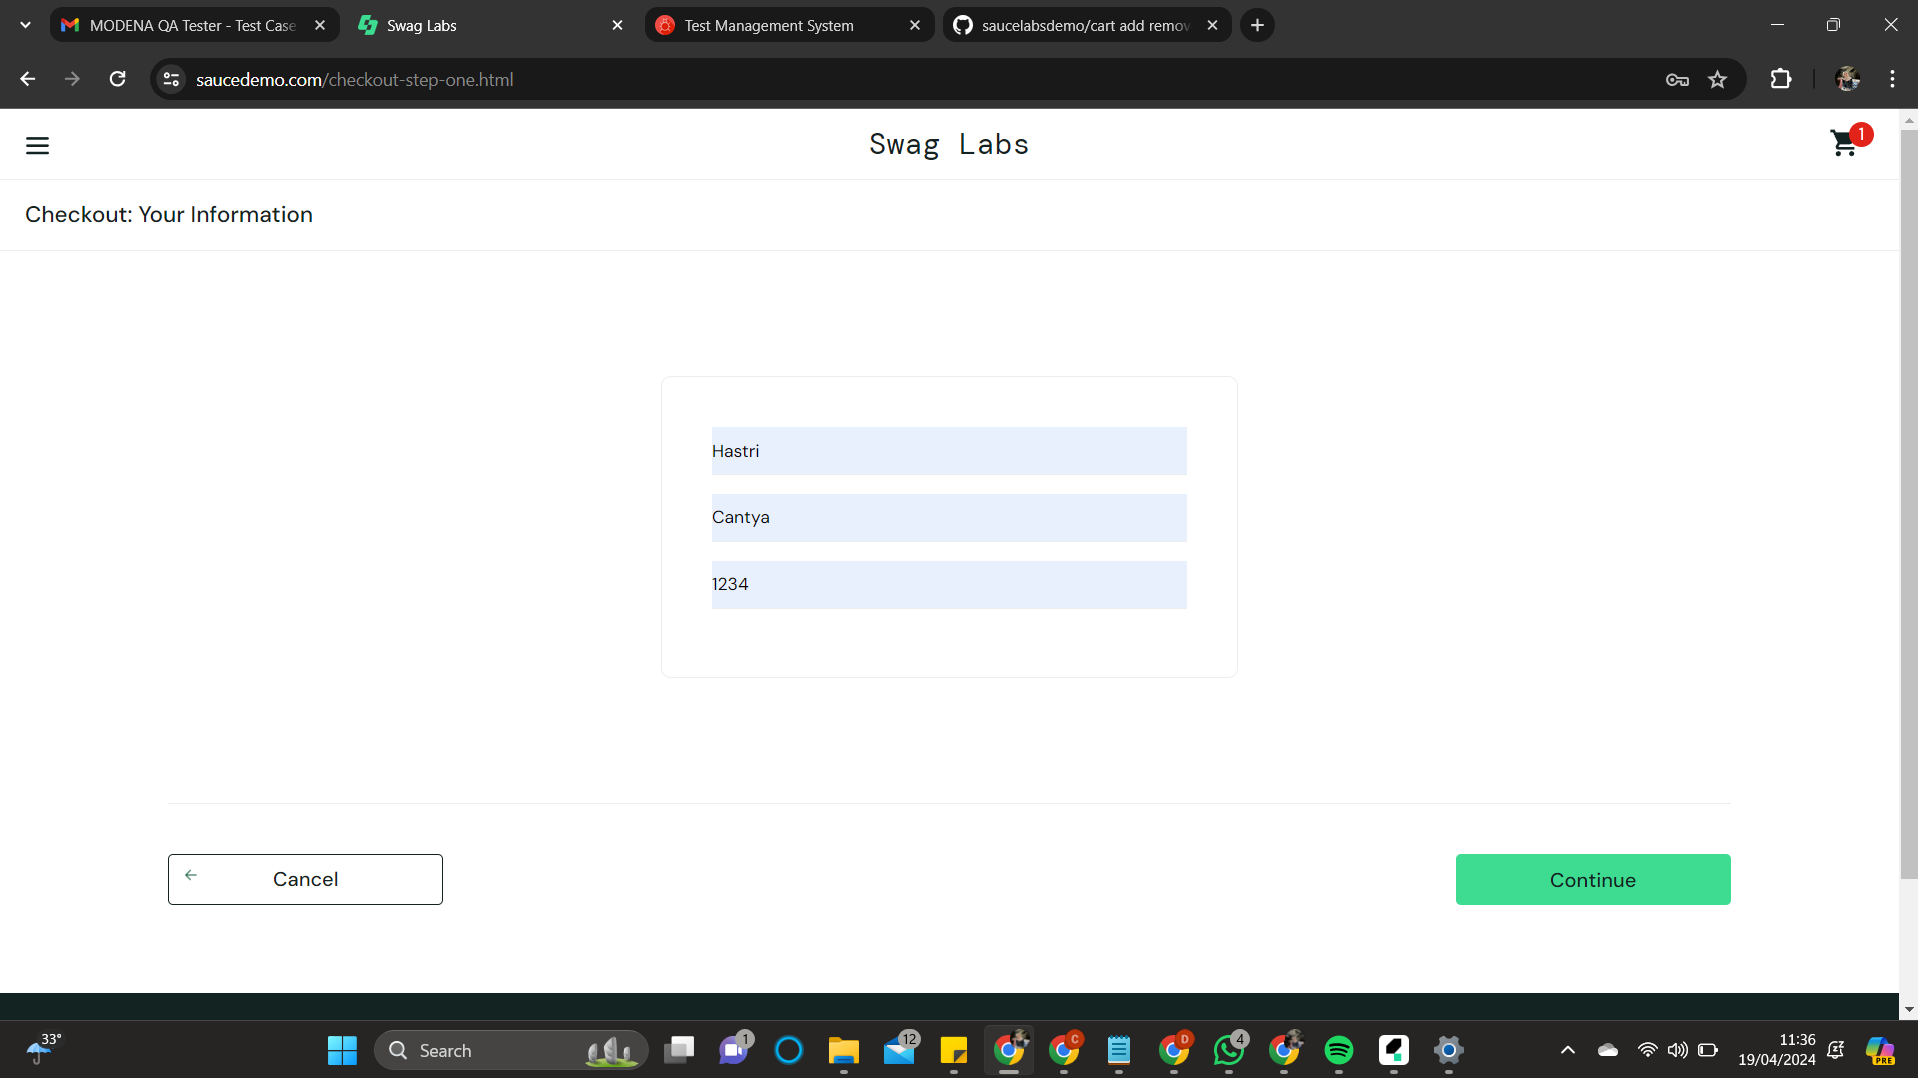 MODENA QA Tester - Test Case
Swag Labs
Test Management System
saucelabsdemo/cart add remov
saucedemo.com/checkout-step-one.html
Swag Labs
1
Checkout: Your Information
Hastri
Cantya
1234
Cancel
Continue
33°
Search
1
12
C
D
4
11:36
19/04/2024
PRE